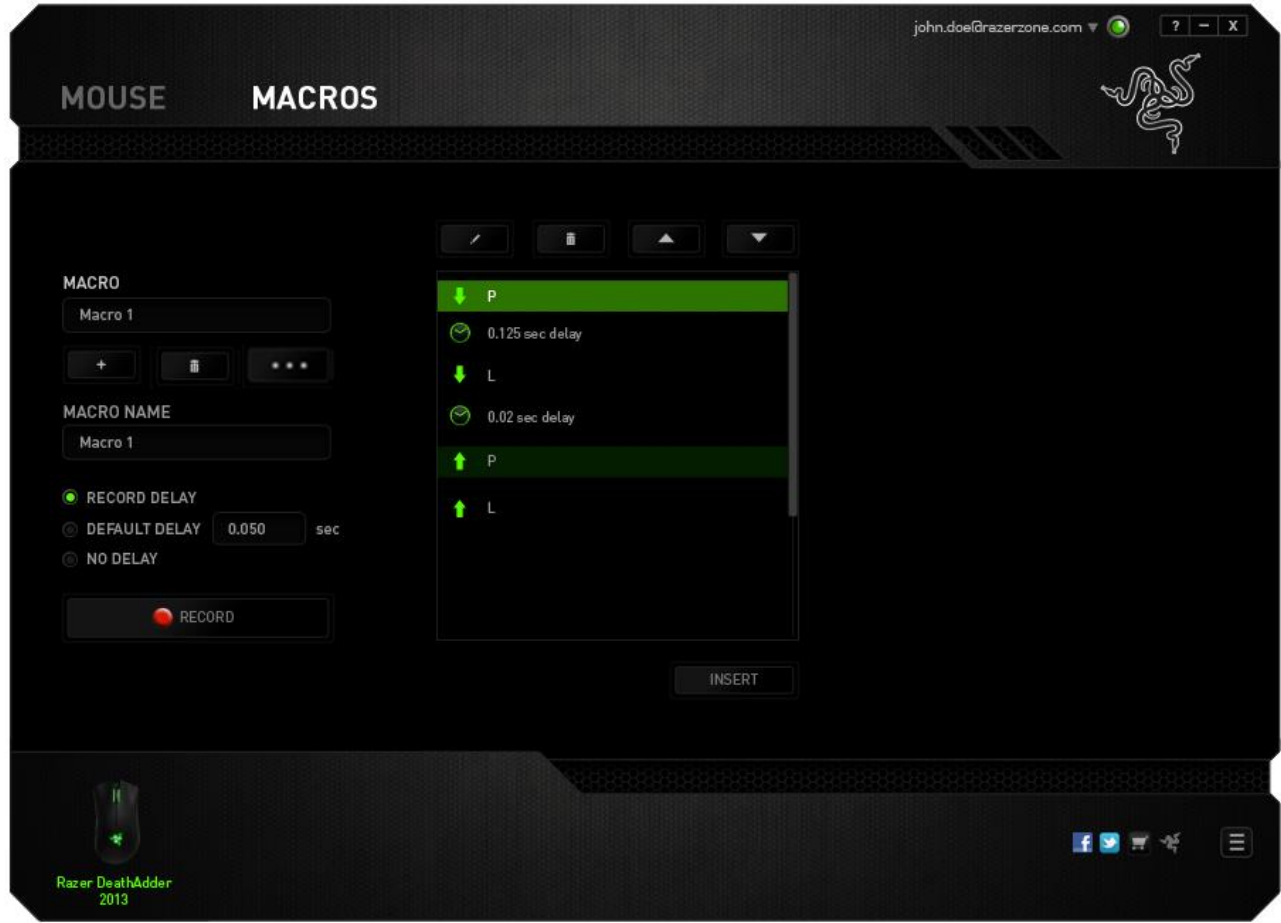 john.doe@razerzone.com
? – X
MOUSE MACROS
MACRO
Macro 1
+
MACRO NAME
Macro 1
RECORD DELAY
DEFAULT DELAY 0.050 sec
NO DELAY
RECORD
P
0.125 sec delay
L
0.02 sec delay
P
L
INSERT
Razer DeathAdder
2013
f